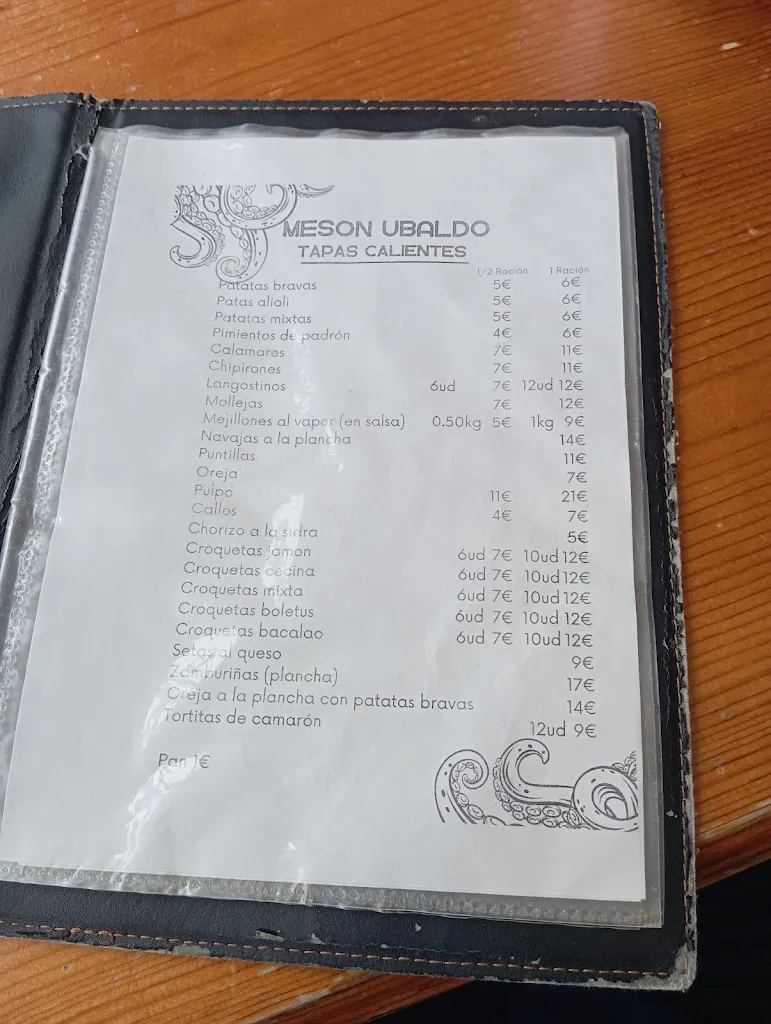 MESON UBALDO
TAPAS CALIENTES
1/2 Ración 1 Ración
Patatas bravas 5€ 6€
Patas alioli 5€ 6€
Patatas mixtas 5€ 6€
Pimientos de padrón 4€ 6€
Calamares 7€ 11€
Chipirones 7€ 11€
Langostinos 6ud 7€ 12ud 12€
Mollejas 7€ 12€
Mejillones al vapor (en salsa) 0.50kg 5€ 1kg 9€
Navajas a la plancha 14€
Puntillas 11€
Oreja 7€
Pulpo 11€ 21€
Callos 4€ 7€
Chorizo a la sidra 5€
Croquetas jamon 6ud 7€ 10ud 12€
Croquetas cecina 6ud 7€ 10ud 12€
Croquetas mixta 6ud 7€ 10ud 12€
Croquetas boletus 6ud 7€ 10ud 12€
Croquetas bacalao 6ud 7€ 10ud 12€
Setas al queso 9€
Zamburiñas (plancha) 17€
Oreja a la plancha con patatas bravas 14€
Tortitas de camarón 12ud 9€
Pan 1€